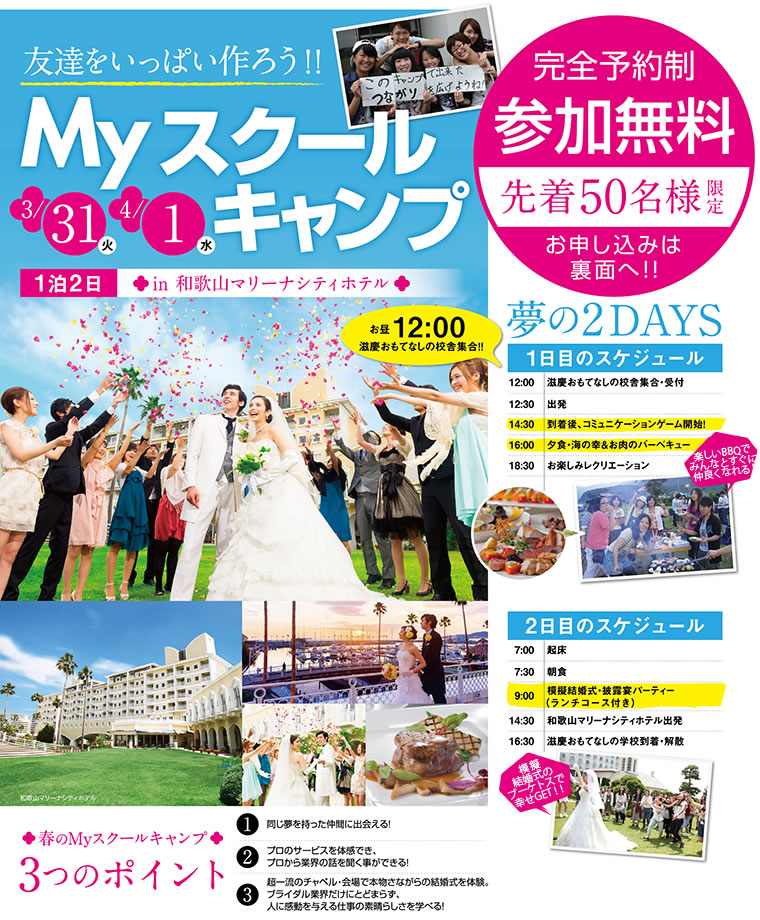 友達をいっぱい作ろう!!
このキャンプで出来た
つながりを広げようね!
Myスクール
キャンプ
3/31火 4/1水
1泊2日
in 和歌山マリーナシティホテル
完全予約制
参加無料
先着50名様限定
お申し込みは
裏面へ!!
お昼12:00
滋慶おもてなしの校舎集合!!
夢の2DAYS
1日目のスケジュール
12:00 滋慶おもてなしの校舎集合・受付
12:30 出発
14:30 到着後、コミュニケーションゲーム開始!
16:00 夕食・海の幸&お肉のバーベキュー
18:30 お楽しみレクリエーション
楽しいBBQで
みんなとすぐに
仲良くなれる
2日目のスケジュール
7:00 起床
7:30 朝食
9:00 模擬結婚式・披露宴パーティー
(ランチコース付き)
14:30 和歌山マリーナシティホテル出発
16:30 滋慶おもてなしの学校到着・解散
模擬
結婚式の
ブーケトスで
幸せGET!!
和歌山マリーナシティホテル
春のMyスクールキャンプ
3つのポイント
1 同じ夢を持った仲間に出会える!
2 プロのサービスを体感でき、
プロから業界の話を聞く事ができる!
3 超一流のチャペル・会場で本物さながらの結婚式を体験。
ブライダル業界だけにとどまらず、
人に感動を与える仕事の素晴らしさを学べる!